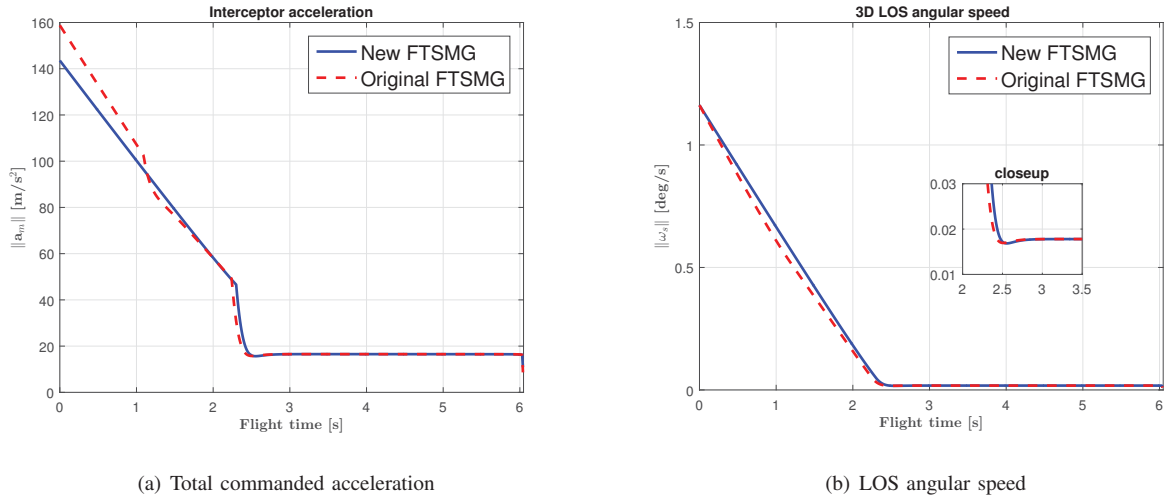 Interceptor acceleration
160
140
120
100
80
60
40
20
0
‖a_m‖ [m/s²]
New FTSMG
Original FTSMG
0 1 2 3 4 5 6
Flight time [s]
(a) Total commanded acceleration
3D LOS angular speed
1.5
1
0.5
0
‖ω_s‖ [deg/s]
New FTSMG
Original FTSMG
closeup
0.03
0.02
0.01
2 2.5 3 3.5
0 1 2 3 4 5 6
Flight time [s]
(b) LOS angular speed